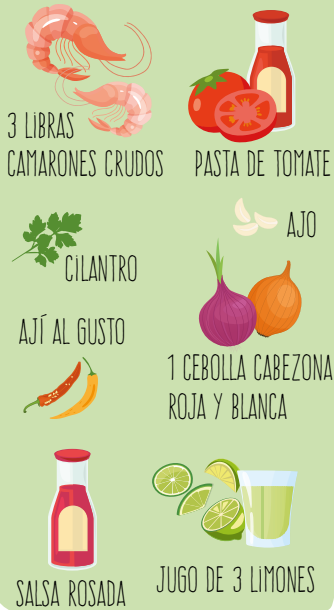 3 LIBRAS
CAMARONES CRUDOS
PASTA DE TOMATE
CILANTRO
AJO
AJÍ AL GUSTO
1 CEBOLLA CABEZONA
ROJA Y BLANCA
SALSA ROSADA
JUGO DE 3 LIMONES